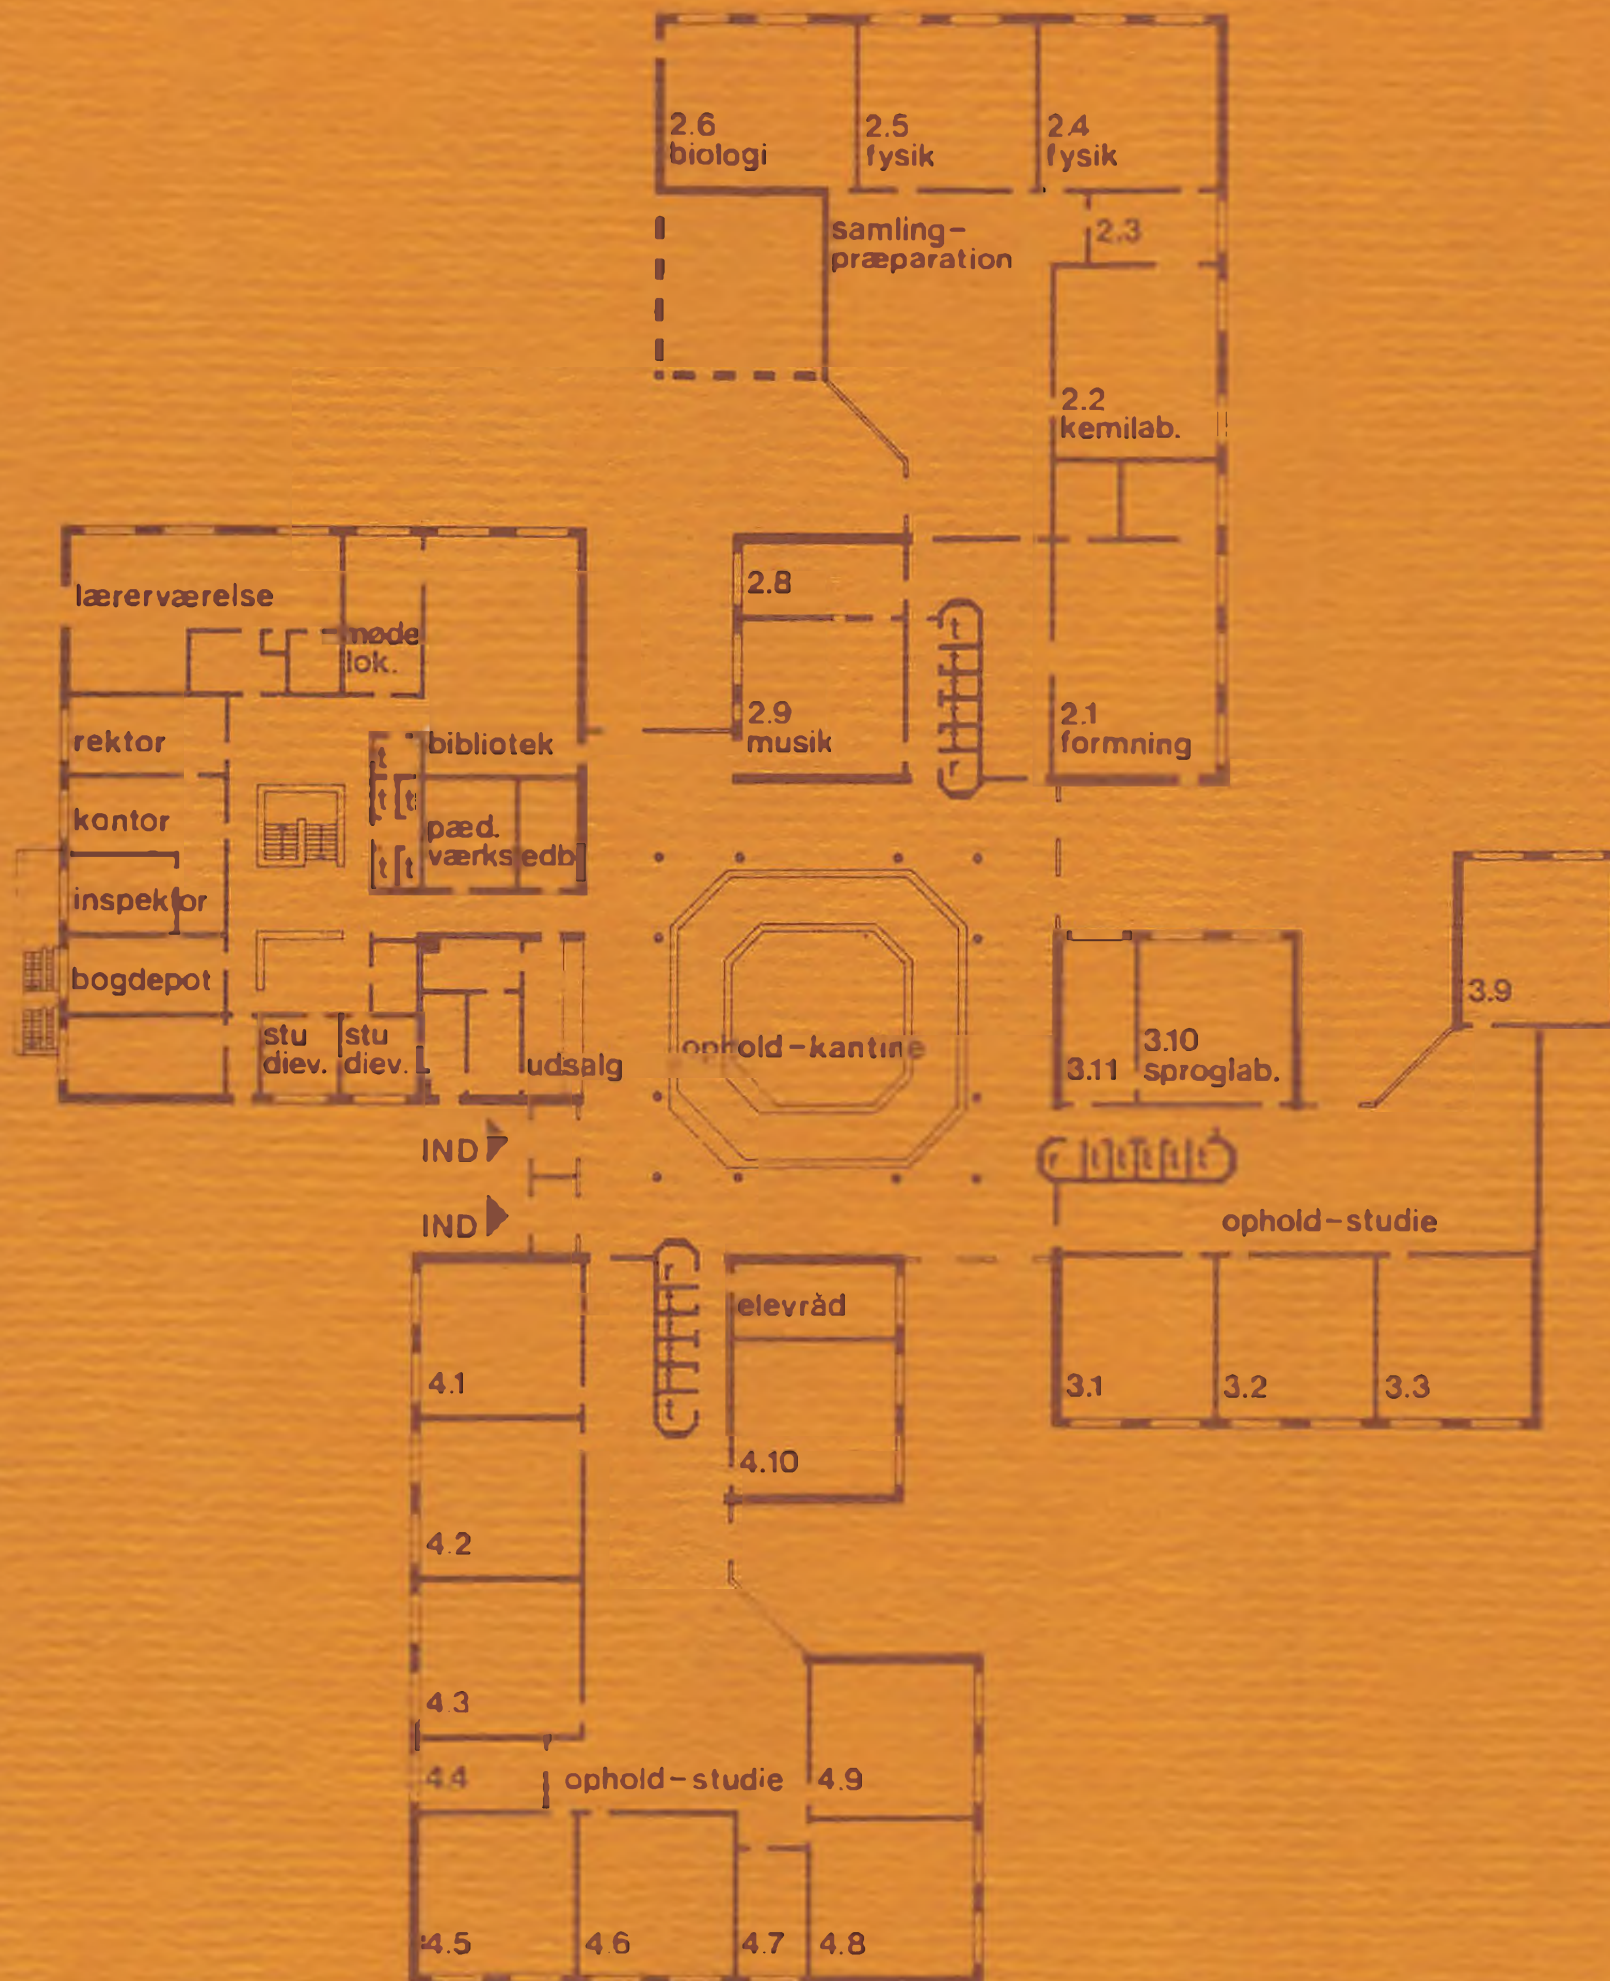 2.6
biologi
2.5
fysik
2.4
fysik
samling-
præparation
2.3
2.2
kemilab.
lærerværelse
møde
lok.
2.8
2.9
musik
2.1
formning
rektor
bibliotek
t
t
t
t
t
kontor
pæd.
værkstedb
inspektor
bogdepot
stu
diev.
stu
diev.
udsalg
ophold-kantine
3.11
3.10
sproglab.
3.9
IND
IND
r
t
t
t
t
t
ophold-studie
elevråd
4.1
3.1
3.2
3.3
4.10
4.2
4.3
4.4
ophold-studie
4.9
4.5
4.6
4.7
4.8